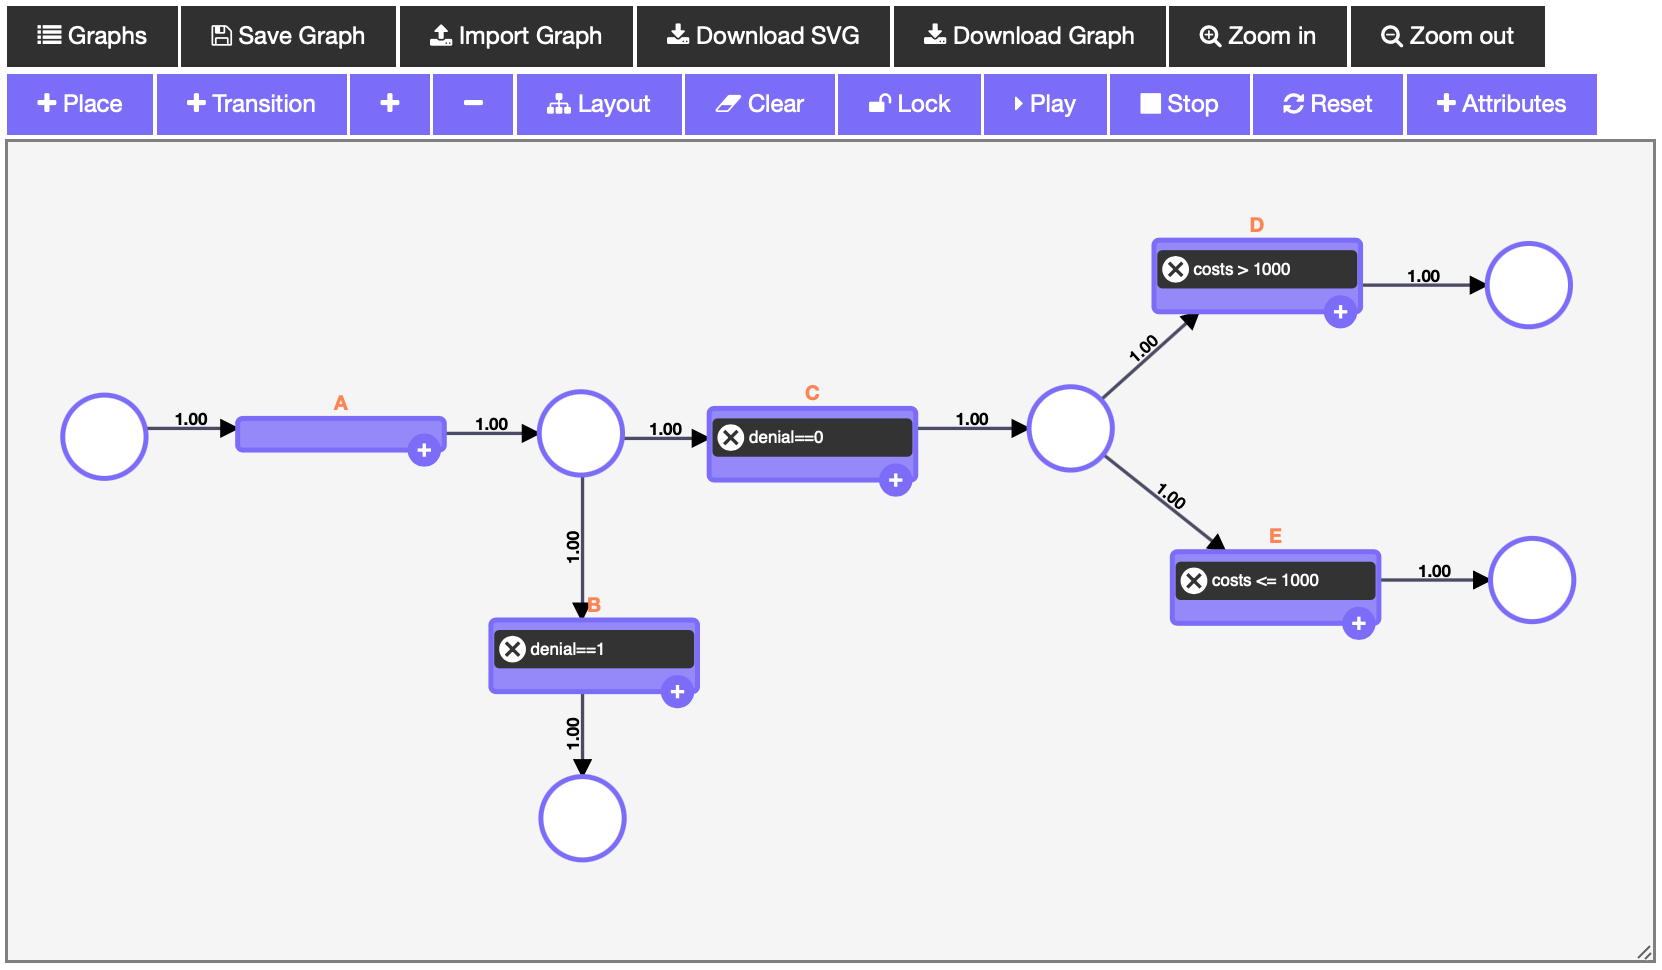 Graphs Save Graph Import Graph Download SVG Download Graph Zoom in Zoom out
+ Place + Transition + − Layout Clear Lock Play Stop Reset + Attributes
D
costs > 1000
+
1.00
1.00
A
+
1.00
1.00
1.00
C
denial==0
+
1.00
1.00
E
costs <= 1000
+
1.00
1.00
B
denial==1
+
1.00